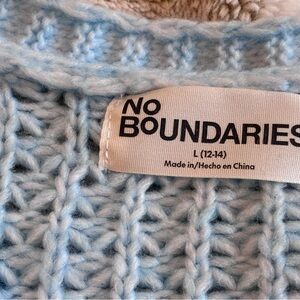 NO
BOUNDARIES
L (12-14)
Made in/Hecho en China